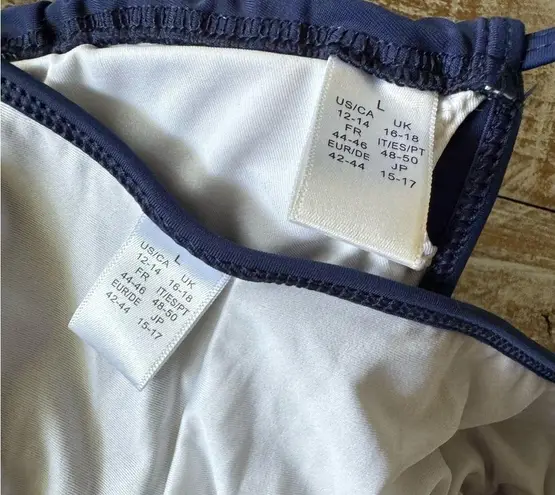 L
US/CA UK
12-14 16-18
FR IT/ES/PT
44-46 48-50
EUR/DE JP
42-44 15-17
L
US/CA UK
12-14 16-18
FR IT/ES/PT
44-46 48-50
EUR/DE JP
42-44 15-17